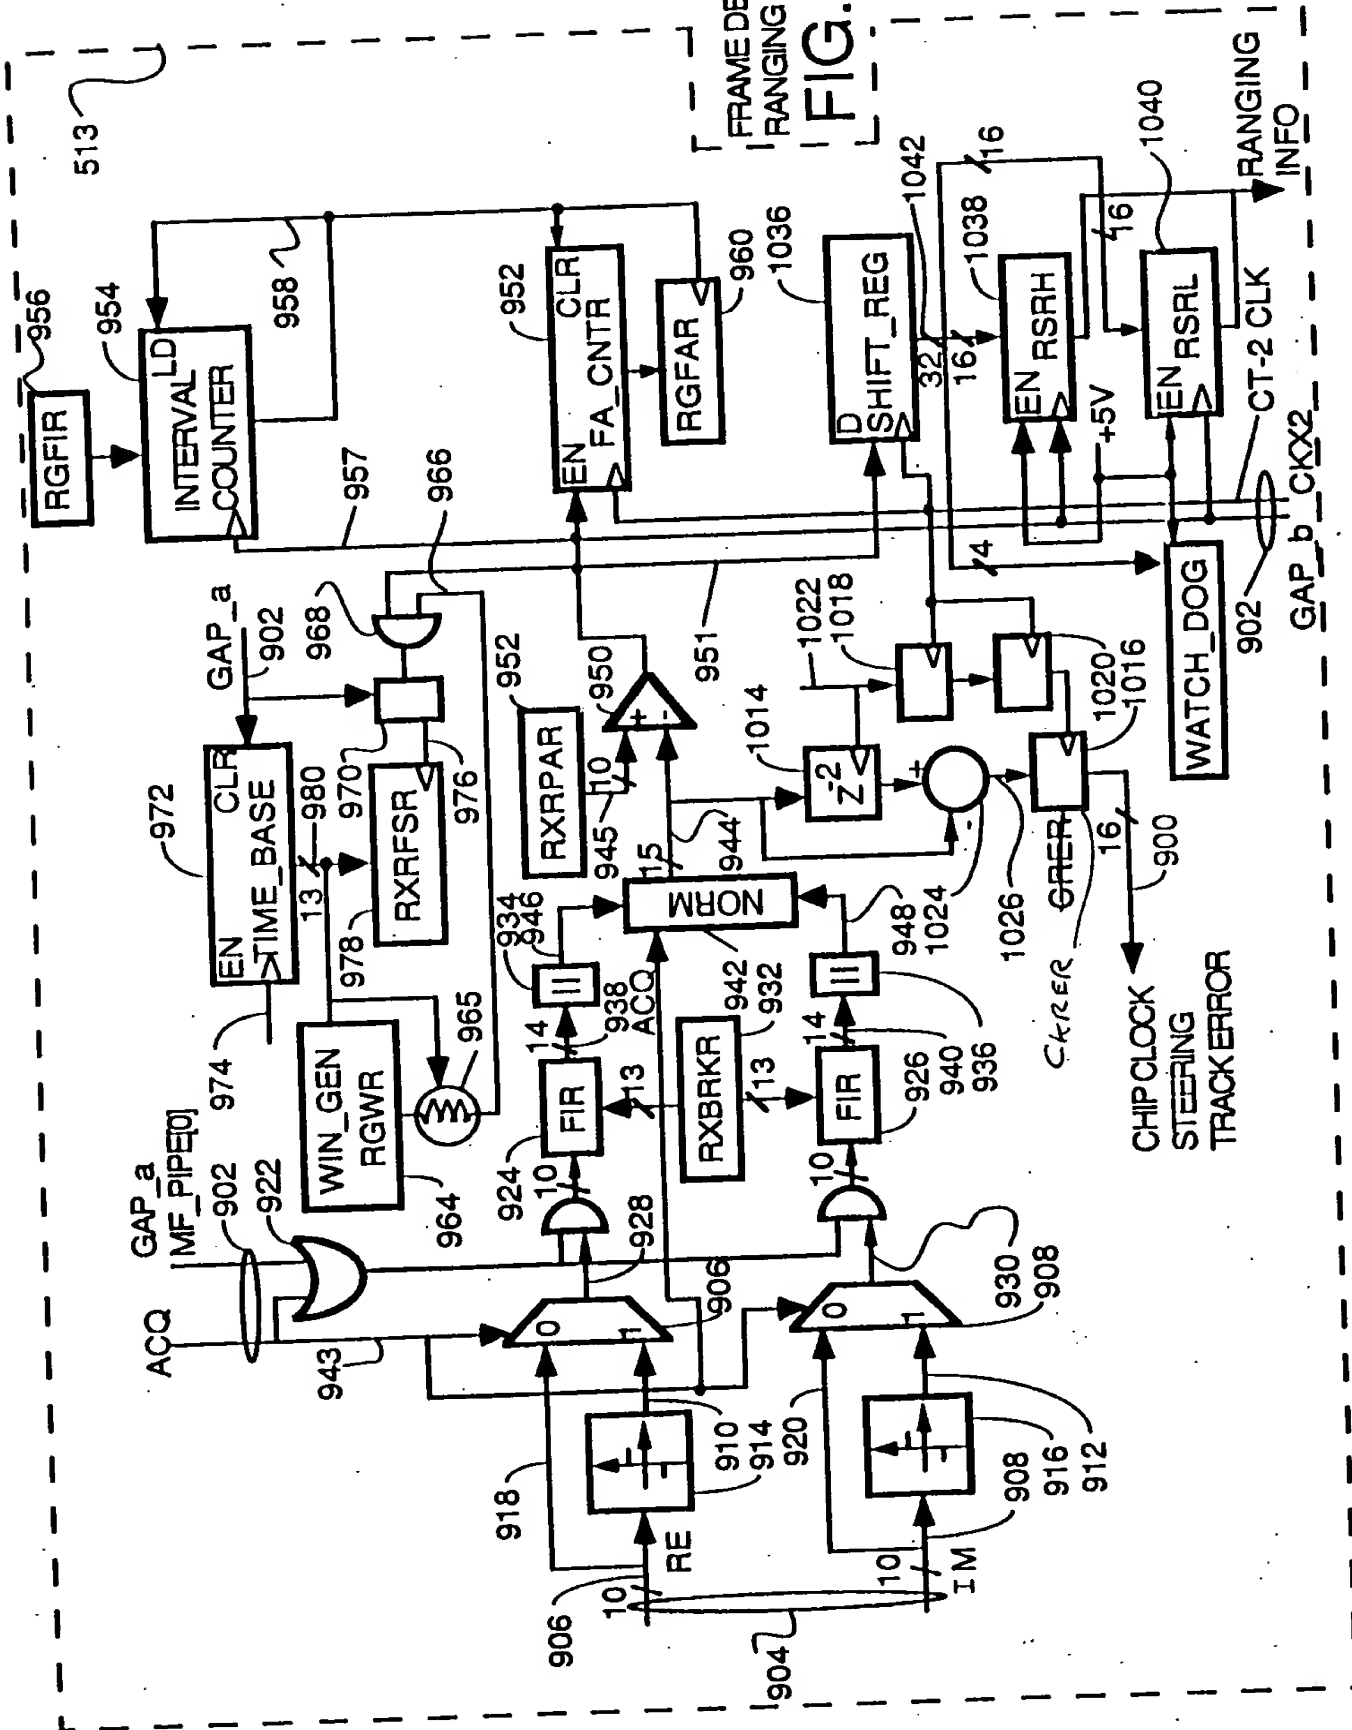 513
FRAME DE
RANGING
FIG.
956
RGFIR
954
LD
INTERVAL
COUNTER
958
957
966
952
CLR
EN
FA_CNTR
RGFAR
960
1036
D
SHIFT_REG
1042
32
16
16
1038
EN
RSRH
16
1040
EN
RSRL
+5V
RANGING
INFO
CT-2 CLK
GAP_b_CKX2
902
4
WATCH_DOG
GAP_a
902
968
972
CLR
EN
TIME_BASE
974
13
980
970
976
978
RXRFSR
WIN_GEN
RGWR
964
965
952
RXRPAR
945
10
950
+
-
951
15
944
1014
Z-2
1022
1018
1020
1016
+
-
1024
1026
GRER
CKRER
16
900
CHIP CLOCK
STEERING
TRACK ERROR
934
946
||
938
14
ACQ
NORM
942
932
948
||
936
940
14
FIR
924
13
RXBRKR
13
FIR
926
10
10
GAP_a
MF_PIPE[0]
902
922
ACQ
943
928
906
0
1
930
908
0
1
918
910
914
920
908
916
912
906
10
RE
10
IM
904